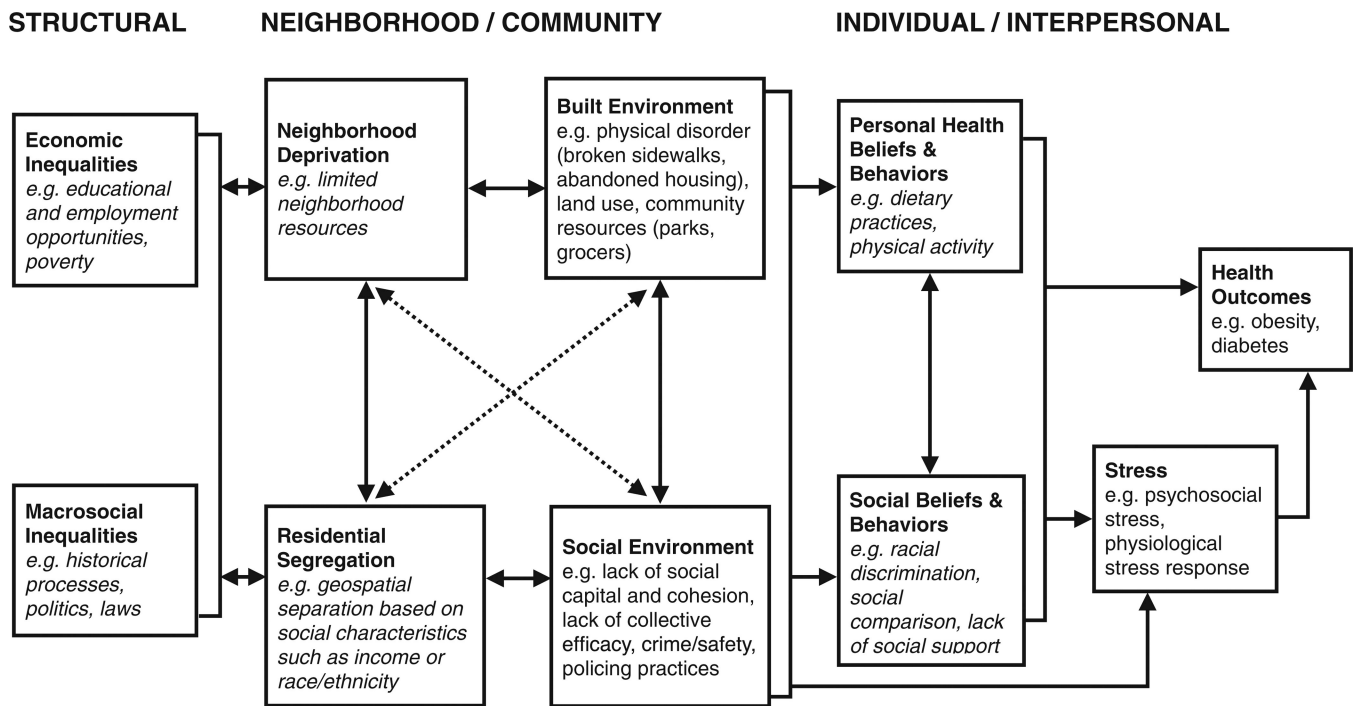 STRUCTURAL
NEIGHBORHOOD / COMMUNITY
INDIVIDUAL / INTERPERSONAL
Economic
Inequalities
e.g. educational
and employment
opportunities,
poverty
Macrosocial
Inequalities
e.g. historical
processes,
politics, laws
Neighborhood
Deprivation
e.g. limited
neighborhood
resources
Residential
Segregation
e.g. geospatial
separation based on
social characteristics
such as income or
race/ethnicity
Built Environment
e.g. physical disorder
(broken sidewalks,
abandoned housing),
land use, community
resources (parks,
grocers)
Social Environment
e.g. lack of social
capital and cohesion,
lack of collective
efficacy, crime/safety,
policing practices
Personal Health
Beliefs &
Behaviors
e.g. dietary
practices,
physical activity
Social Beliefs &
Behaviors
e.g. racial
discrimination,
social
comparison, lack
of social support
Stress
e.g. psychosocial
stress,
physiological
stress response
Health
Outcomes
e.g. obesity,
diabetes